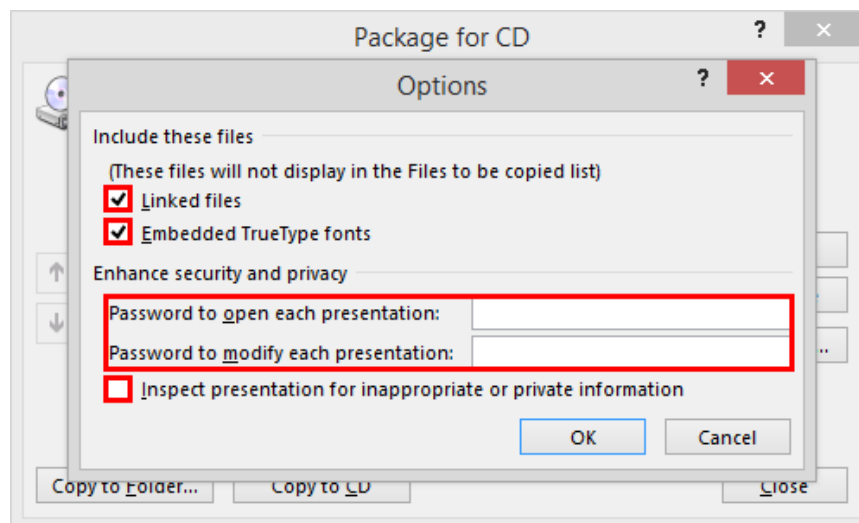 Package for CD
?
×
Options
?
×
Include these files
(These files will not display in the Files to be copied list)
Linked files
Embedded TrueType fonts
Enhance security and privacy
Password to open each presentation:
Password to modify each presentation:
..
Inspect presentation for inappropriate or private information
OK
Cancel
Copy to Folder...
Copy to CD
Close